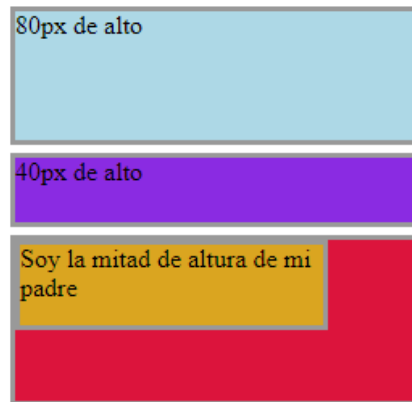 80px de alto
40px de alto
Soy la mitad de altura de mi
padre